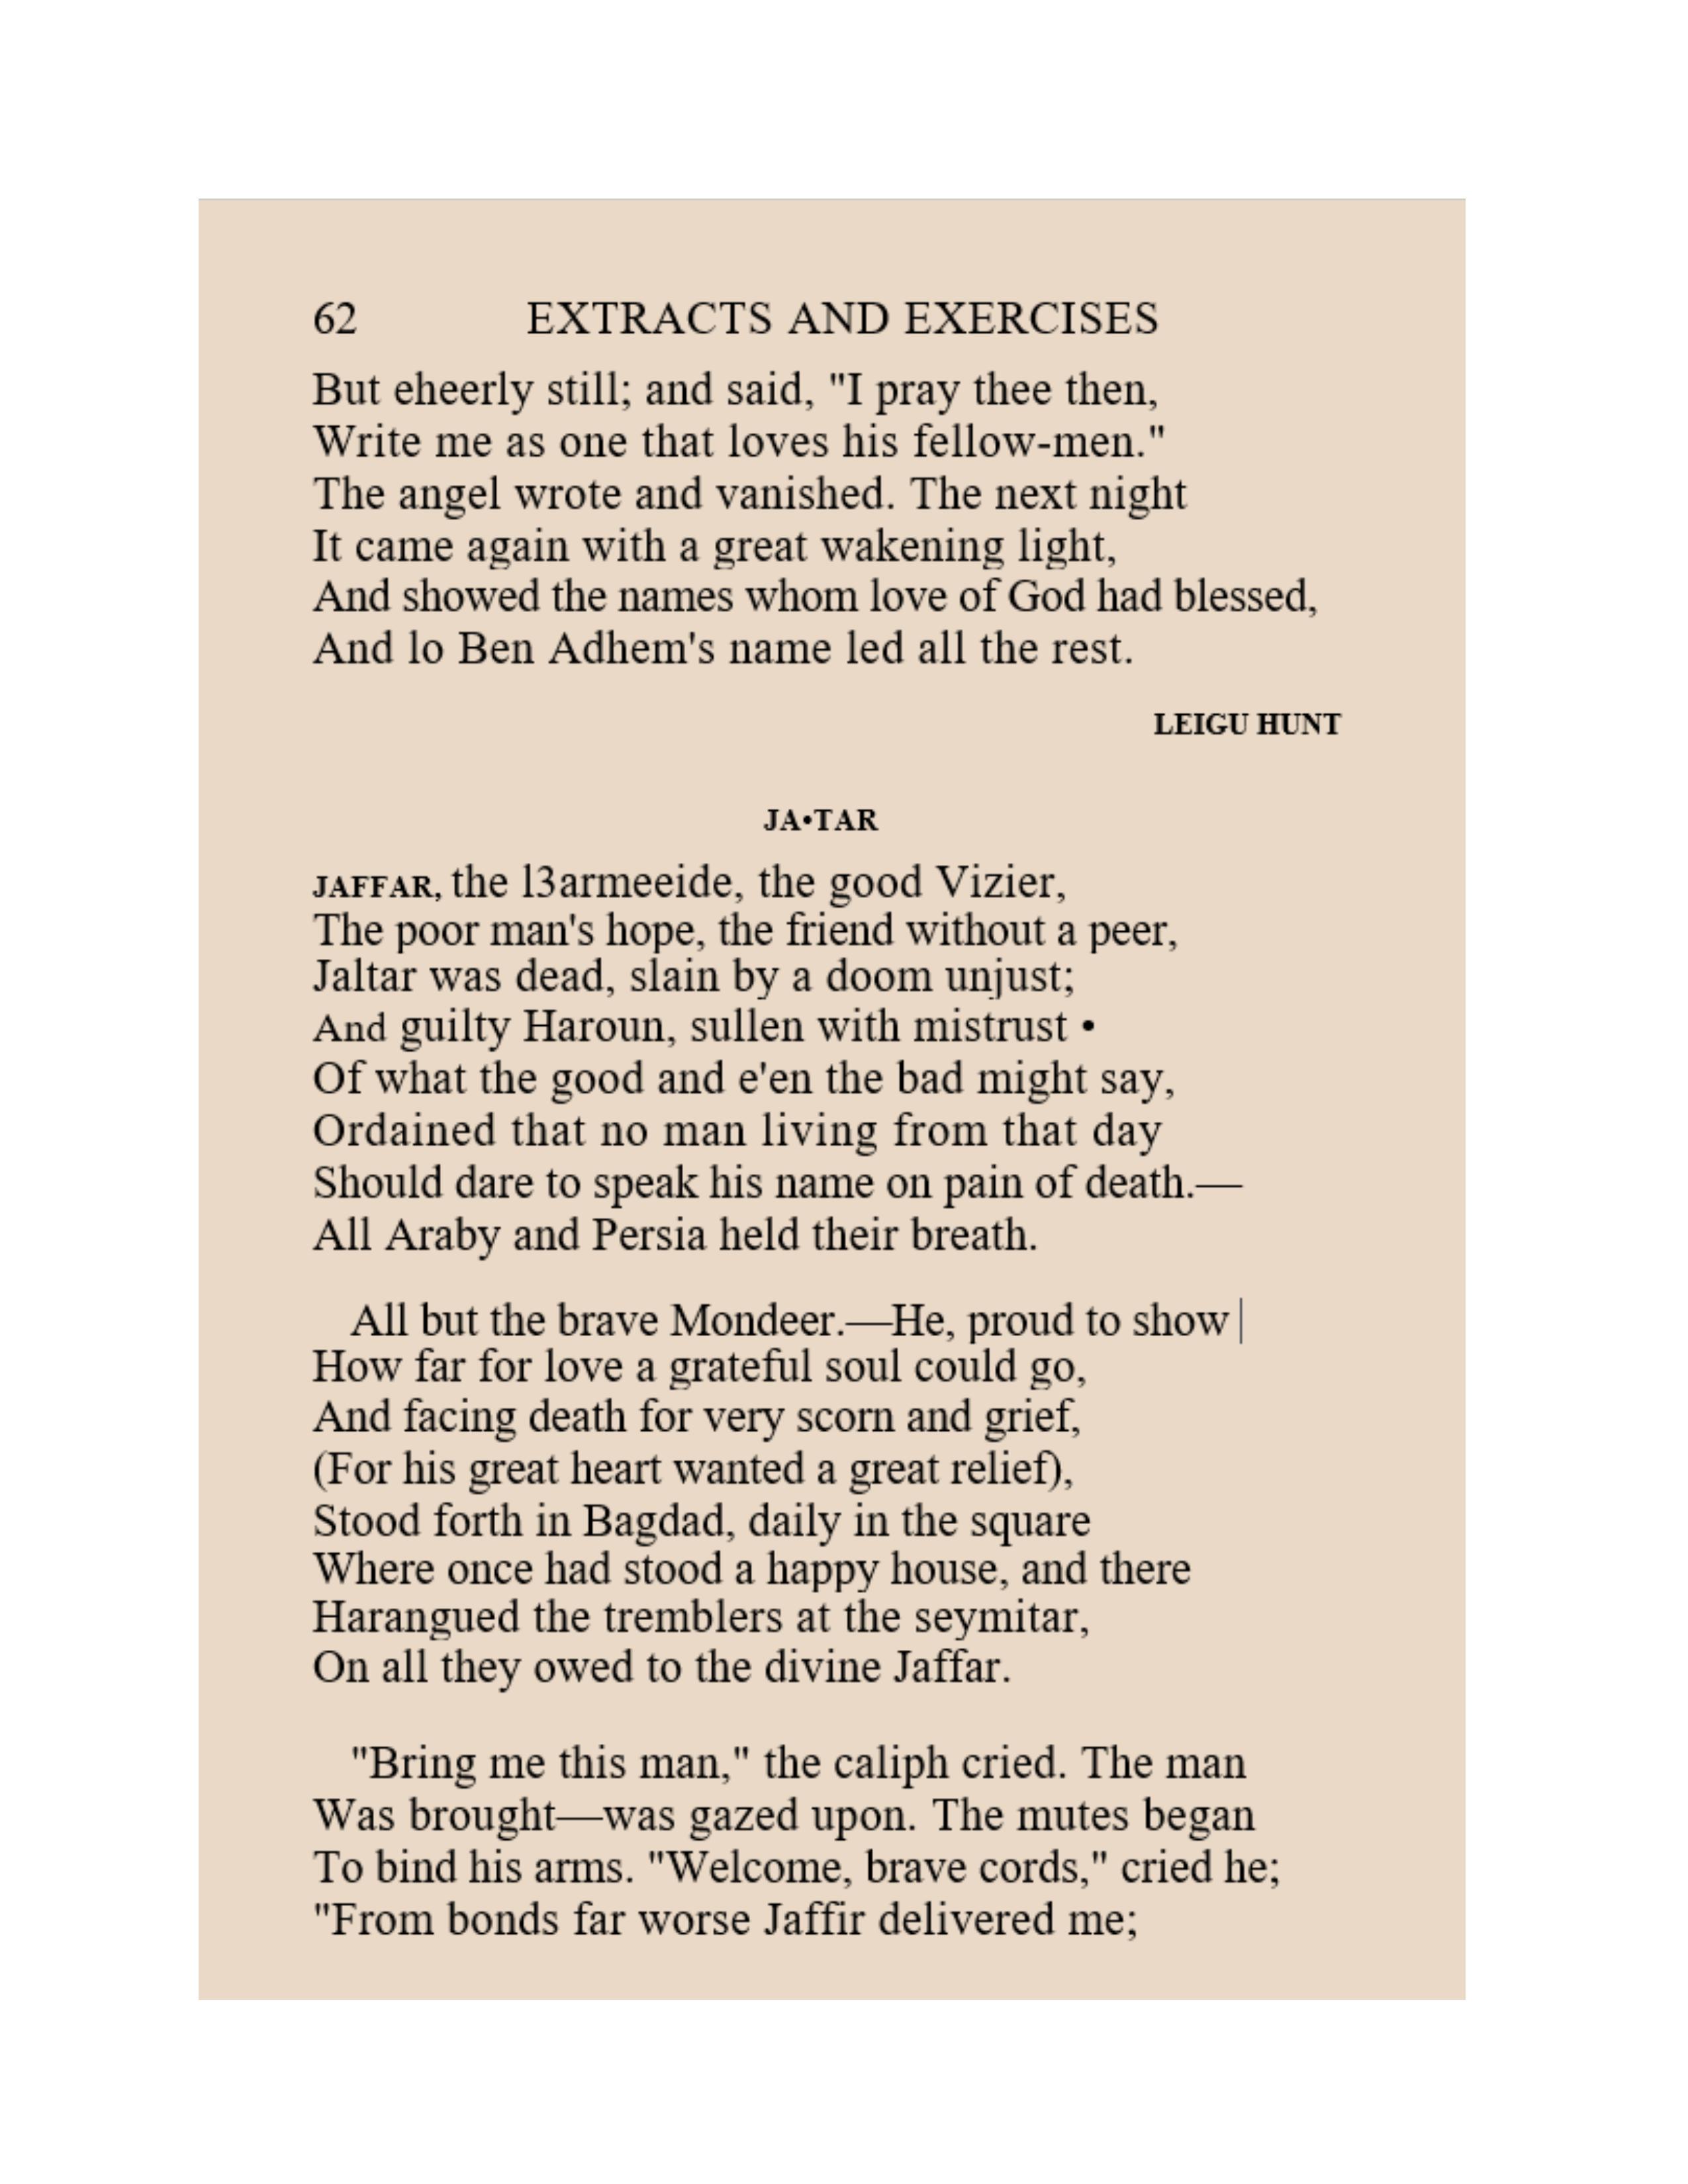 62 EXTRACTS AND EXERCISES
But eheerly still; and said, "I pray thee then,
Write me as one that loves his fellow-men."
The angel wrote and vanished. The next night
It came again with a great wakening light,
And showed the names whom love of God had blessed,
And lo Ben Adhem's name led all the rest.
LEIGU HUNT
JA•TAR
JAFFAR, the l3armeeide, the good Vizier,
The poor man's hope, the friend without a peer,
Jaltar was dead, slain by a doom unjust;
And guilty Haroun, sullen with mistrust •
Of what the good and e'en the bad might say,
Ordained that no man living from that day
Should dare to speak his name on pain of death.—
All Araby and Persia held their breath.
All but the brave Mondeer.—He, proud to show|
How far for love a grateful soul could go,
And facing death for very scorn and grief,
(For his great heart wanted a great relief),
Stood forth in Bagdad, daily in the square
Where once had stood a happy house, and there
Harangued the tremblers at the seymitar,
On all they owed to the divine Jaffar.
"Bring me this man," the caliph cried. The man
Was brought—was gazed upon. The mutes began
To bind his arms. "Welcome, brave cords," cried he;
"From bonds far worse Jaffir delivered me;